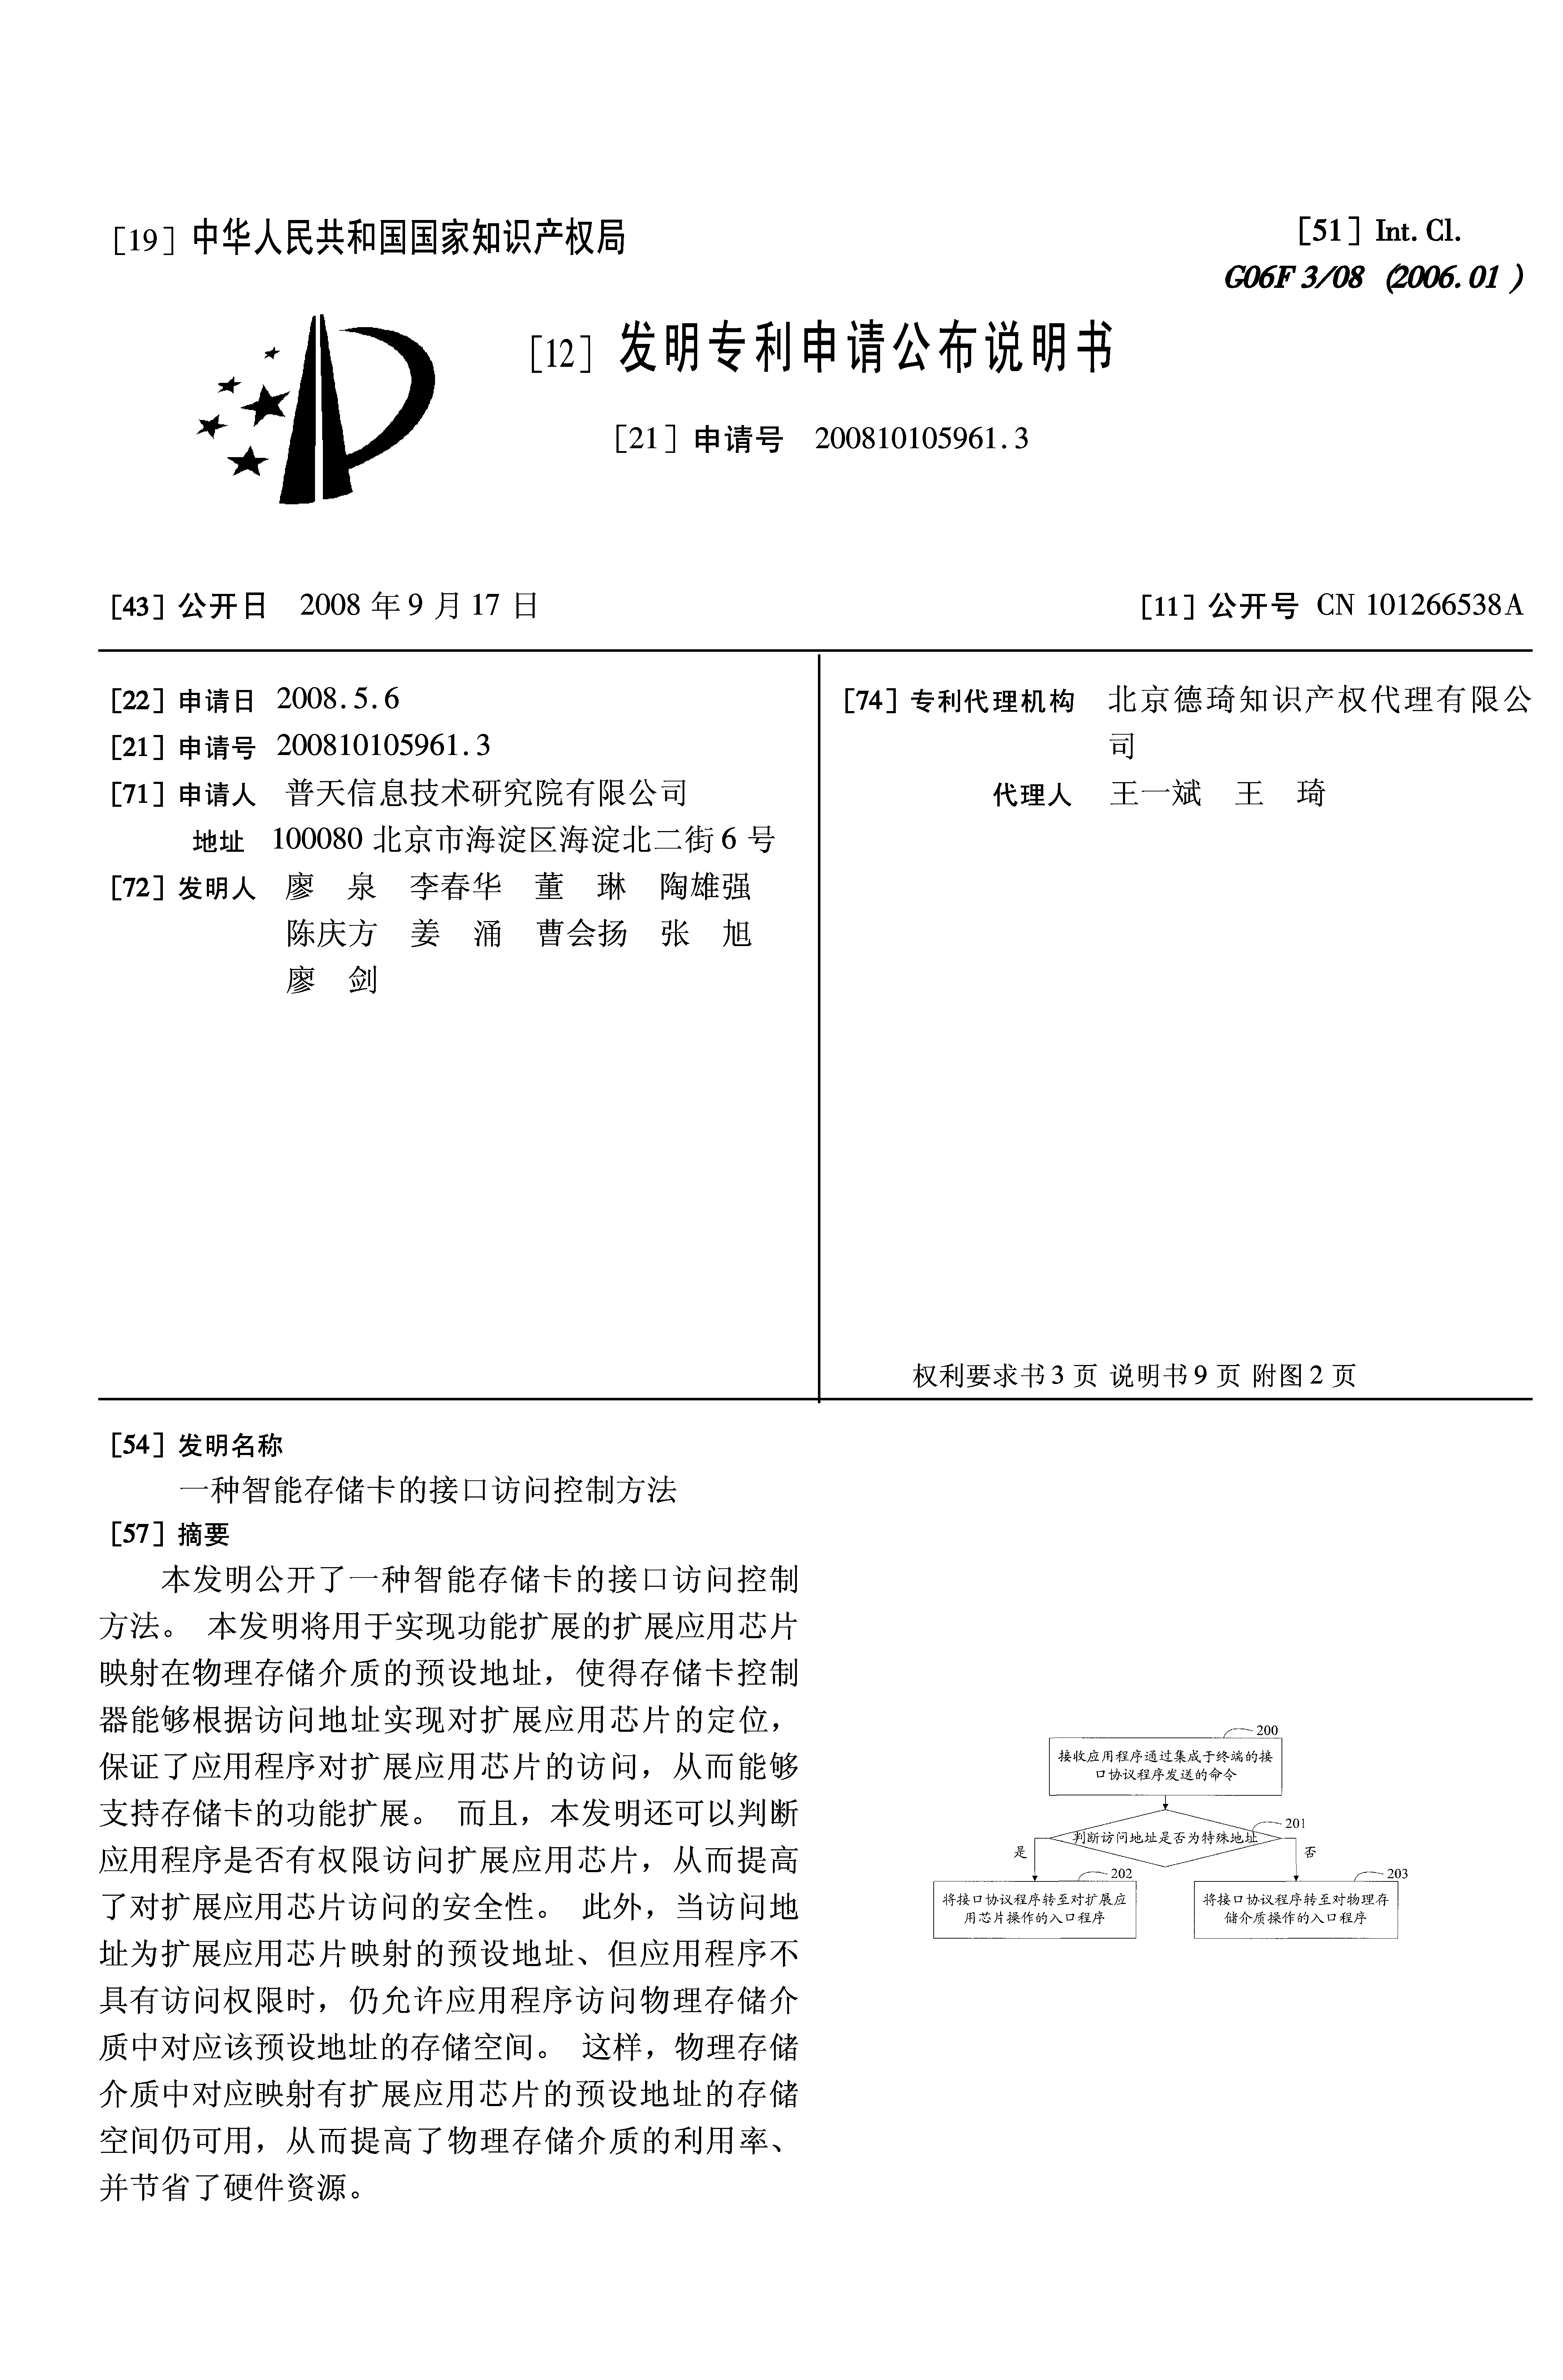 [19] 中华人民共和国国家知识产权局
[51] Int. Cl.
G06F 3/08 (2006.01)
[12] 发明专利申请公布说明书
[21] 申请号 200810105961.3
[43] 公开日 2008 年 9 月 17 日
[11] 公开号 CN 101266538A
[22] 申请日 2008.5.6
[21] 申请号 200810105961.3
[71] 申请人 普天信息技术研究院有限公司
地址 100080 北京市海淀区海淀北二街 6 号
[72] 发明人 廖 泉 李春华 董 琳 陶雄强
陈庆方 姜 涌 曹会扬 张 旭
廖 剑
[74] 专利代理机构 北京德琦知识产权代理有限公
司
代理人 王一斌 王 琦
权利要求书 3 页 说明书 9 页 附图 2 页
[54] 发明名称
一种智能存储卡的接口访问控制方法
[57] 摘要
本发明公开了一种智能存储卡的接口访问控制
方法。 本发明将用于实现功能扩展的扩展应用芯片
映射在物理存储介质的预设地址，使得存储卡控制
器能够根据访问地址实现对扩展应用芯片的定位，
保证了应用程序对扩展应用芯片的访问，从而能够
支持存储卡的功能扩展。 而且，本发明还可以判断
应用程序是否有权限访问扩展应用芯片，从而提高
了对扩展应用芯片访问的安全性。 此外，当访问地
址为扩展应用芯片映射的预设地址、但应用程序不
具有访问权限时，仍允许应用程序访问物理存储介
质中对应该预设地址的存储空间。 这样，物理存储
介质中对应映射有扩展应用芯片的预设地址的存储
空间仍可用，从而提高了物理存储介质的利用率、
并节省了硬件资源。
200
接收应用程序通过集成于终端的接
口协议程序发送的命令
201
判断访问地址是否为特殊地址
是
否
202
将接口协议程序转至对扩展应
用芯片操作的入口程序
203
将接口协议程序转至对物理存
储介质操作的入口程序